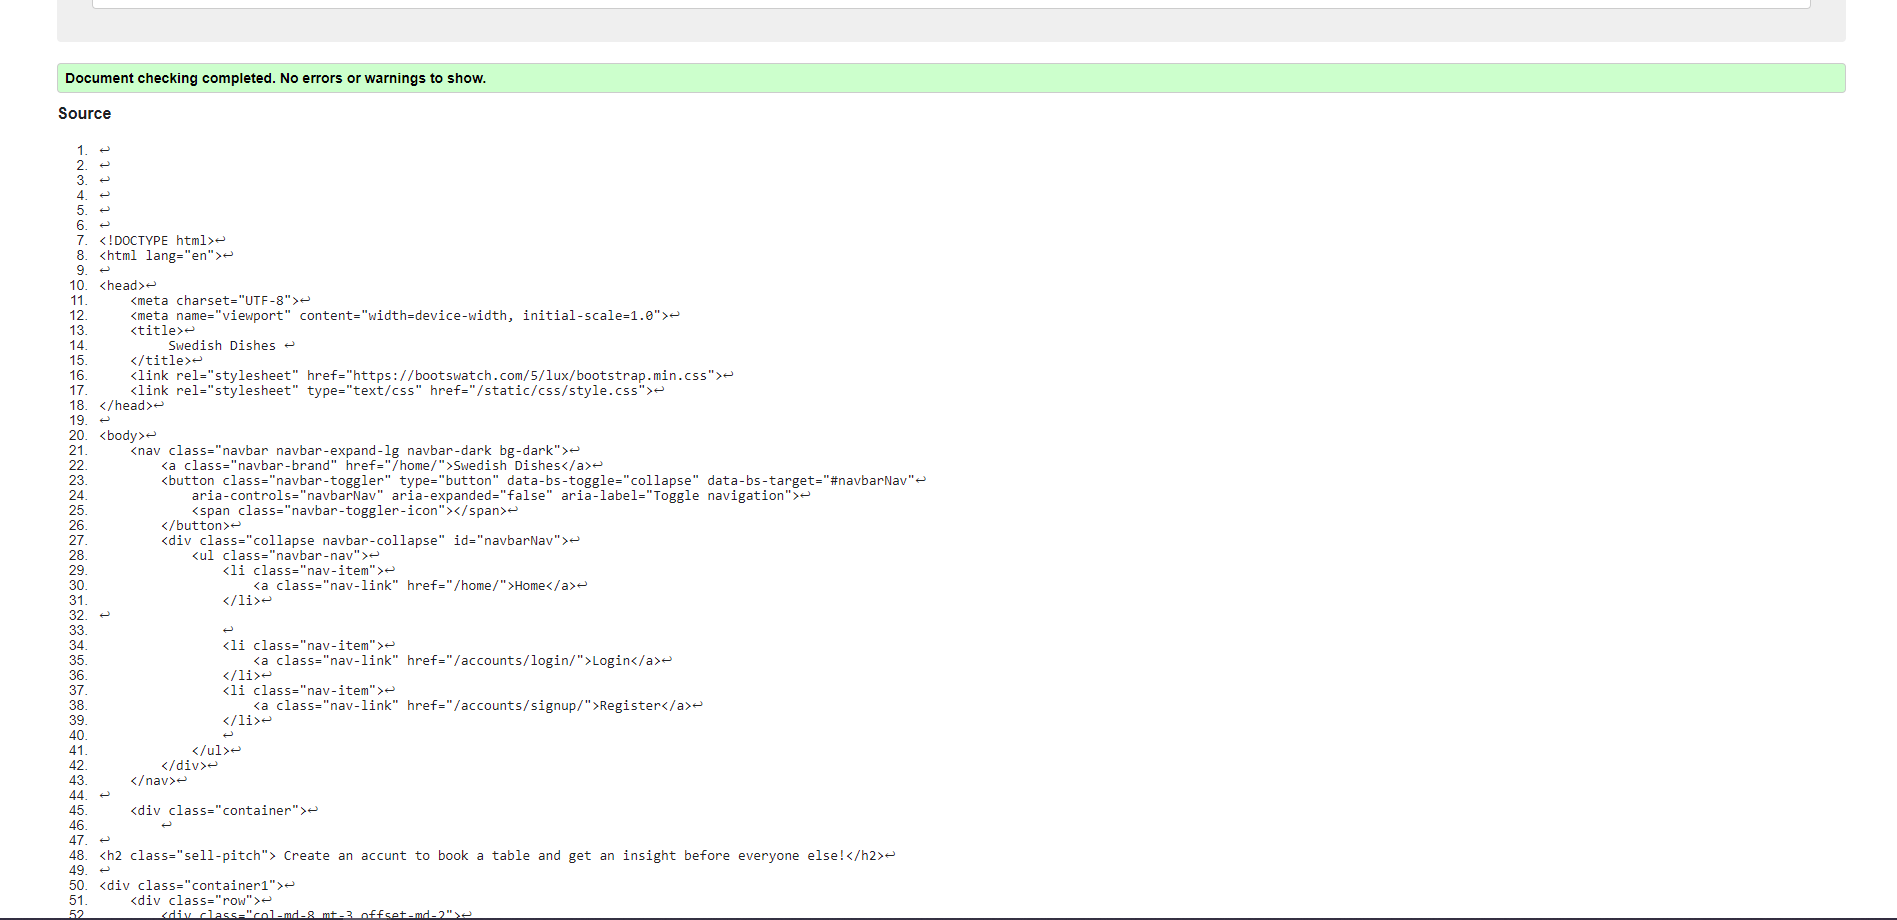 Document checking completed. No errors or warnings to show.
Source
1. ↩
2. ↩
3. ↩
4. ↩
5. ↩
6. ↩
7. <!DOCTYPE html>↩
8. <html lang="en">↩
9. ↩
10. <head>↩
11.     <meta charset="UTF-8">↩
12.     <meta name="viewport" content="width=device-width, initial-scale=1.0">↩
13.     <title>↩
14.          Swedish Dishes ↩
15.     </title>↩
16.     <link rel="stylesheet" href="https://bootswatch.com/5/lux/bootstrap.min.css">↩
17.     <link rel="stylesheet" type="text/css" href="/static/css/style.css">↩
18. </head>↩
19. ↩
20. <body>↩
21.     <nav class="navbar navbar-expand-lg navbar-dark bg-dark">↩
22.         <a class="navbar-brand" href="/home/">Swedish Dishes</a>↩
23.         <button class="navbar-toggler" type="button" data-bs-toggle="collapse" data-bs-target="#navbarNav"↩
24.             aria-controls="navbarNav" aria-expanded="false" aria-label="Toggle navigation">↩
25.             <span class="navbar-toggler-icon"></span>↩
26.         </button>↩
27.         <div class="collapse navbar-collapse" id="navbarNav">↩
28.             <ul class="navbar-nav">↩
29.                 <li class="nav-item">↩
30.                     <a class="nav-link" href="/home/">Home</a>↩
31.                 </li>↩
32. ↩
33.                 ↩
34.                 <li class="nav-item">↩
35.                     <a class="nav-link" href="/accounts/login/">Login</a>↩
36.                 </li>↩
37.                 <li class="nav-item">↩
38.                     <a class="nav-link" href="/accounts/signup/">Register</a>↩
39.                 </li>↩
40.                 ↩
41.             </ul>↩
42.         </div>↩
43.     </nav>↩
44. ↩
45.     <div class="container">↩
46.         ↩
47. ↩
48. <h2 class="sell-pitch"> Create an accunt to book a table and get an insight before everyone else!</h2>↩
49. ↩
50. <div class="container1">↩
51.     <div class="row">↩
52.         <div class="col-md-8 mt-3 offset-md-2">↩